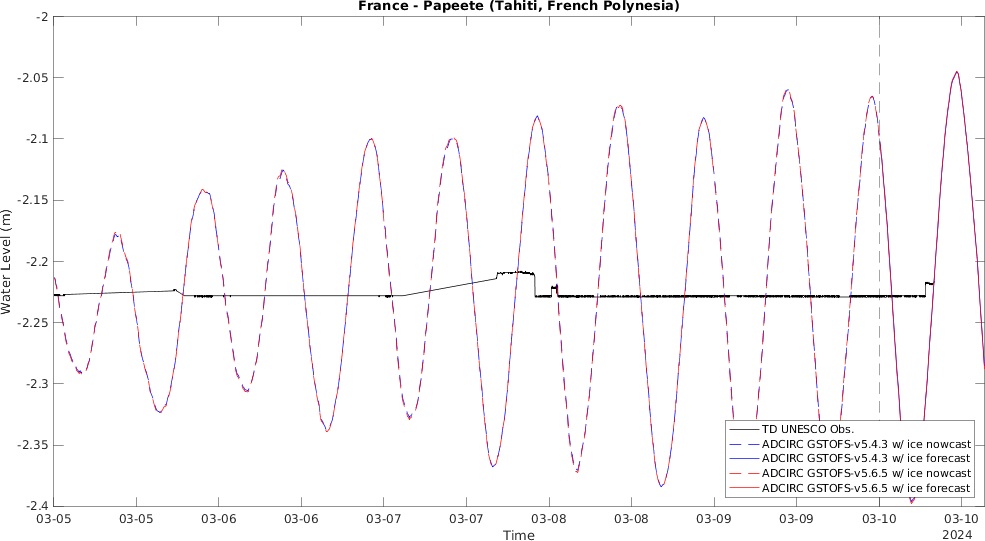 France - Papeete (Tahiti, French Polynesia)
Water Level (m)
-2
-2.05
-2.1
-2.15
-2.2
-2.25
-2.3
-2.35
-2.4
TD UNESCO Obs.
ADCIRC GSTOFS-v5.4.3 w/ ice nowcast
ADCIRC GSTOFS-v5.4.3 w/ ice forecast
ADCIRC GSTOFS-v5.6.5 w/ ice nowcast
ADCIRC GSTOFS-v5.6.5 w/ ice forecast
03-05 03-05 03-06 03-06 03-07 03-07 03-08 03-08 03-09 03-09 03-10 03-10
Time
2024